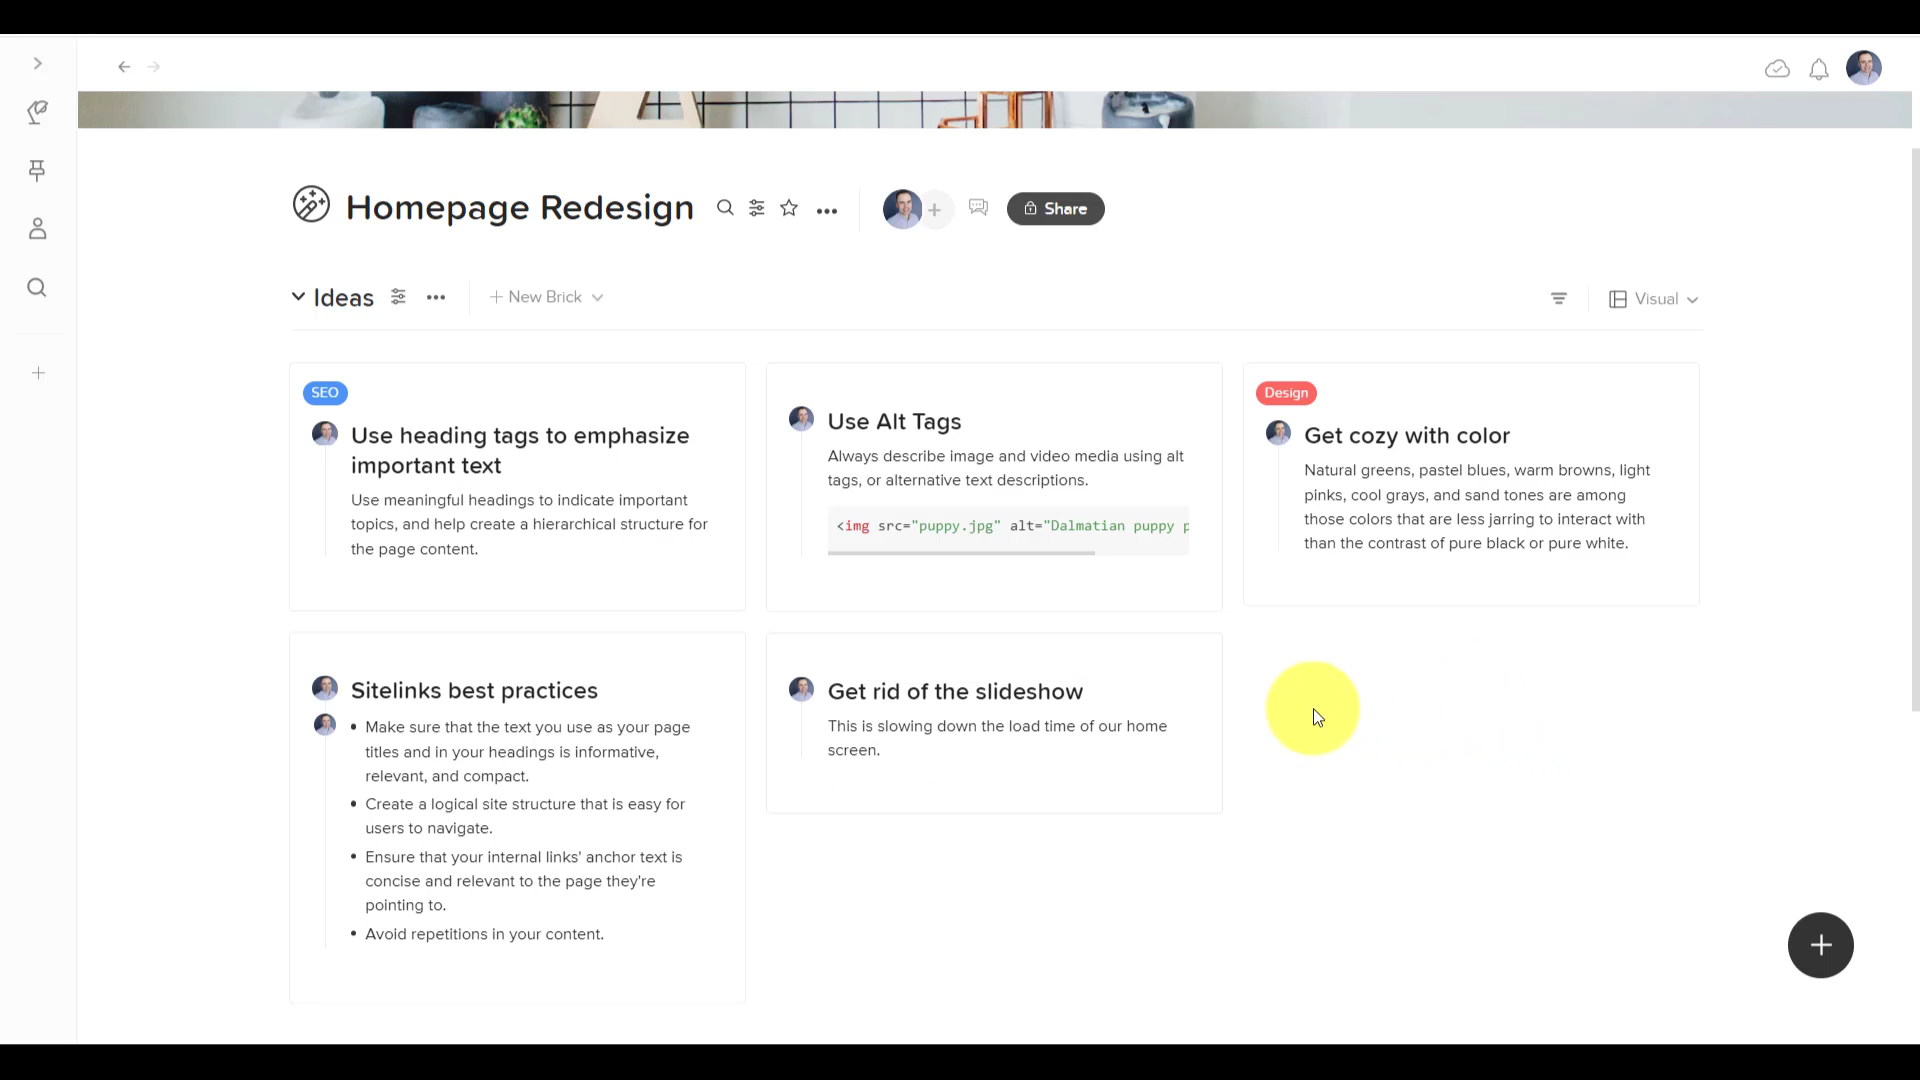 Homepage Redesign
Share
Ideas
New Brick
Visual
SEO
Use heading tags to emphasize
important text
Use meaningful headings to indicate important
topics, and help create a hierarchical structure for
the page content.
Use Alt Tags
Always describe image and video media using alt
tags, or alternative text descriptions.
<img src="puppy.jpg" alt="Dalmatian puppy p
Design
Get cozy with color
Natural greens, pastel blues, warm browns, light
pinks, cool grays, and sand tones are among
those colors that are less jarring to interact with
than the contrast of pure black or pure white.
Sitelinks best practices
• Make sure that the text you use as your page
titles and in your headings is informative,
relevant, and compact.
• Create a logical site structure that is easy for
users to navigate.
• Ensure that your internal links' anchor text is
concise and relevant to the page they're
pointing to.
• Avoid repetitions in your content.
Get rid of the slideshow
This is slowing down the load time of our home
screen.